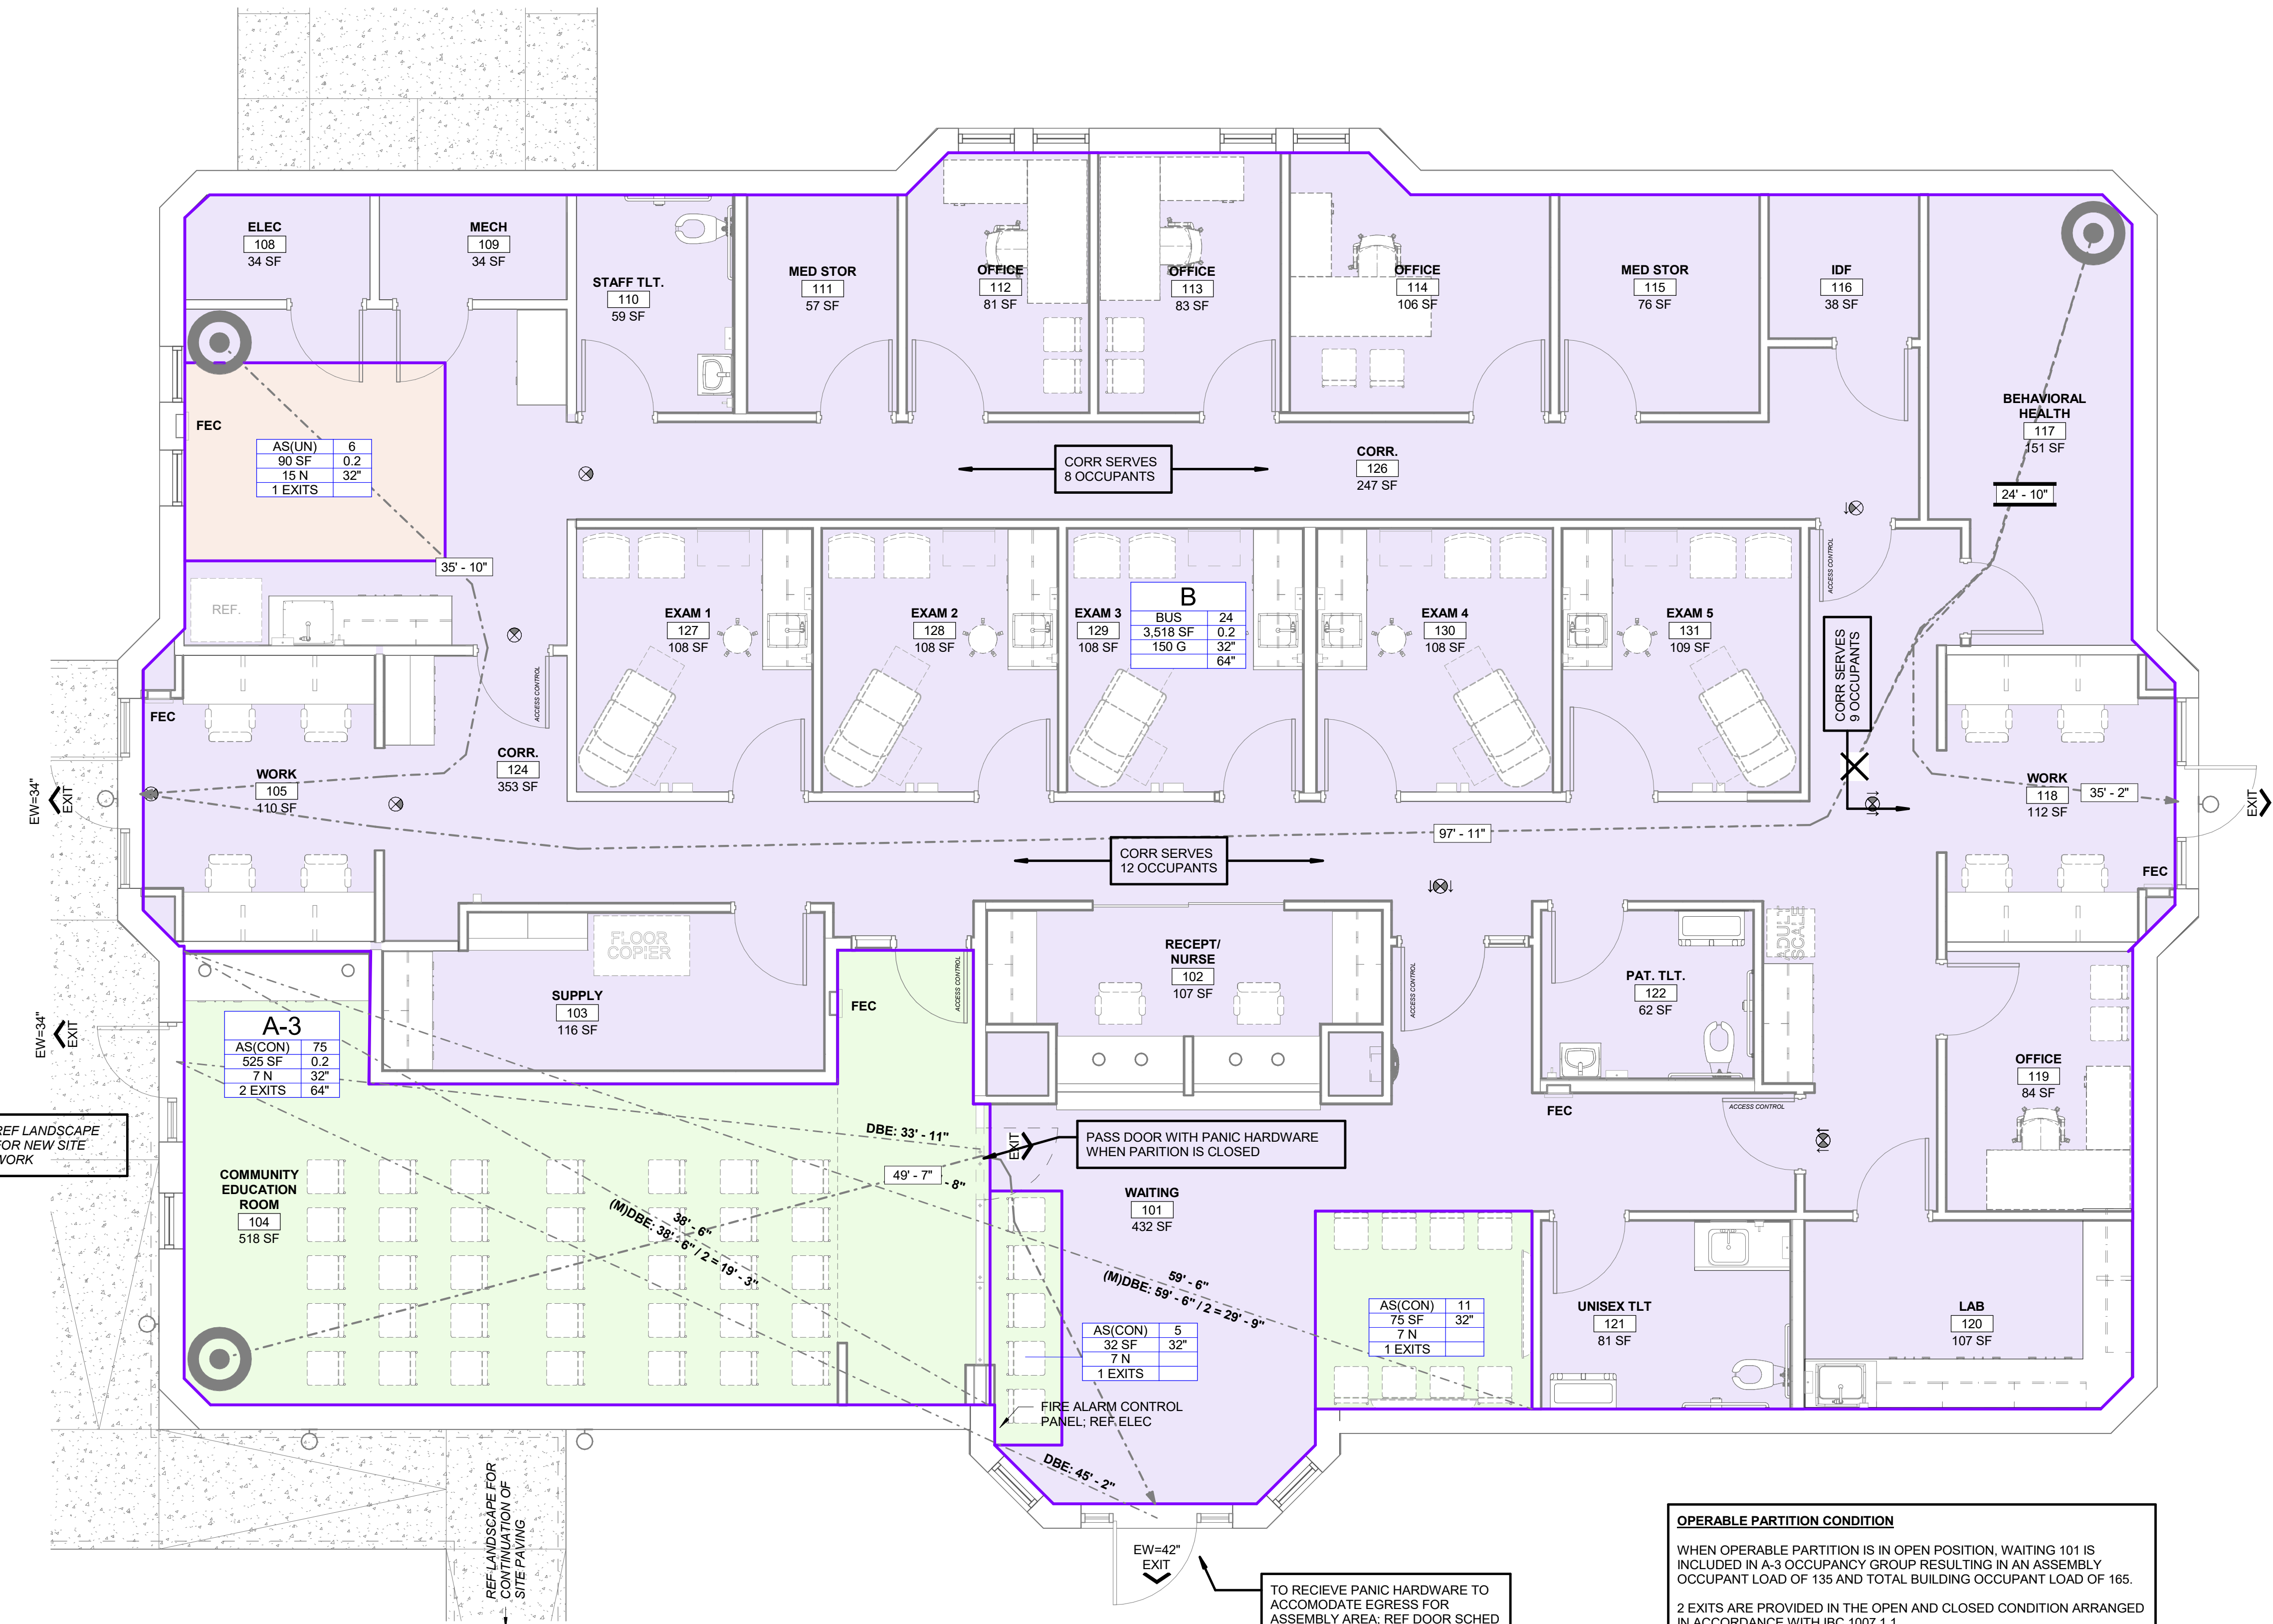 ELEC
108
34 SF
MECH
109
34 SF
STAFF TLT.
110
59 SF
MED STOR
111
57 SF
OFFICE
112
81 SF
OFFICE
113
83 SF
OFFICE
114
106 SF
MED STOR
115
76 SF
IDF
116
38 SF
BEHAVIORAL
HEALTH
117
151 SF
24' - 10"
FEC
AS(UN) 6
90 SF 0.2
15 N 32"
1 EXITS
CORR SERVES
8 OCCUPANTS
CORR.
126
247 SF
35' - 10"
REF.
ACCESS CONTROL
EXAM 1
127
108 SF
EXAM 2
128
108 SF
EXAM 3
129
108 SF
B
BUS 24
3,518 SF 0.2
150 G 32"
64"
EXAM 4
130
108 SF
EXAM 5
131
109 SF
ACCESS CONTROL
CORR SERVES
9 OCCUPANTS
FEC
WORK
105
110 SF
CORR.
124
353 SF
EW=34"
EXIT
WORK
118
112 SF
35' - 2"
EXIT
FEC
97' - 11"
CORR SERVES
12 OCCUPANTS
FLOOR
COPIER
SUPPLY
103
116 SF
FEC
ACCESS CONTROL
RECEPT/
NURSE
102
107 SF
ACCESS CONTROL
PAT. TLT.
122
62 SF
ADULT
SCALE
EW=34"
EXIT
A-3
AS(CON) 75
525 SF 0.2
7 N 32"
2 EXITS 64"
OFFICE
119
84 SF
FEC
ACCESS CONTROL
REF LANDSCAPE
FOR NEW SITE
WORK
DBE: 33' - 11"
49' - 7"
- 8"
EXIT
PASS DOOR WITH PANIC HARDWARE
WHEN PARITION IS CLOSED
COMMUNITY
EDUCATION
ROOM
104
518 SF
38' - 6"
(M)DBE: 38' - 6" / 2 = 19' - 3"
WAITING
101
432 SF
59' - 6"
(M)DBE: 59' - 6" / 2 = 29' - 9"
AS(CON) 5
32 SF 32"
7 N
1 EXITS
AS(CON) 11
75 SF 32"
7 N
1 EXITS
UNISEX TLT
121
81 SF
LAB
120
107 SF
FIRE ALARM CONTROL
PANEL; REF ELEC
DBE: 45' - 2"
REF LANDSCAPE FOR
CONTINUATION OF
SITE PAVING
EW=42"
EXIT
TO RECIEVE PANIC HARDWARE TO
ACCOMODATE EGRESS FOR
ASSEMBLY AREA; REF DOOR SCHED
OPERABLE PARTITION CONDITION
WHEN OPERABLE PARTITION IS IN OPEN POSITION, WAITING 101 IS
INCLUDED IN A-3 OCCUPANCY GROUP RESULTING IN AN ASSEMBLY
OCCUPANT LOAD OF 135 AND TOTAL BUILDING OCCUPANT LOAD OF 165.
2 EXITS ARE PROVIDED IN THE OPEN AND CLOSED CONDITION ARRANGED
IN ACCORDANCE WITH IBC 1007.1.1